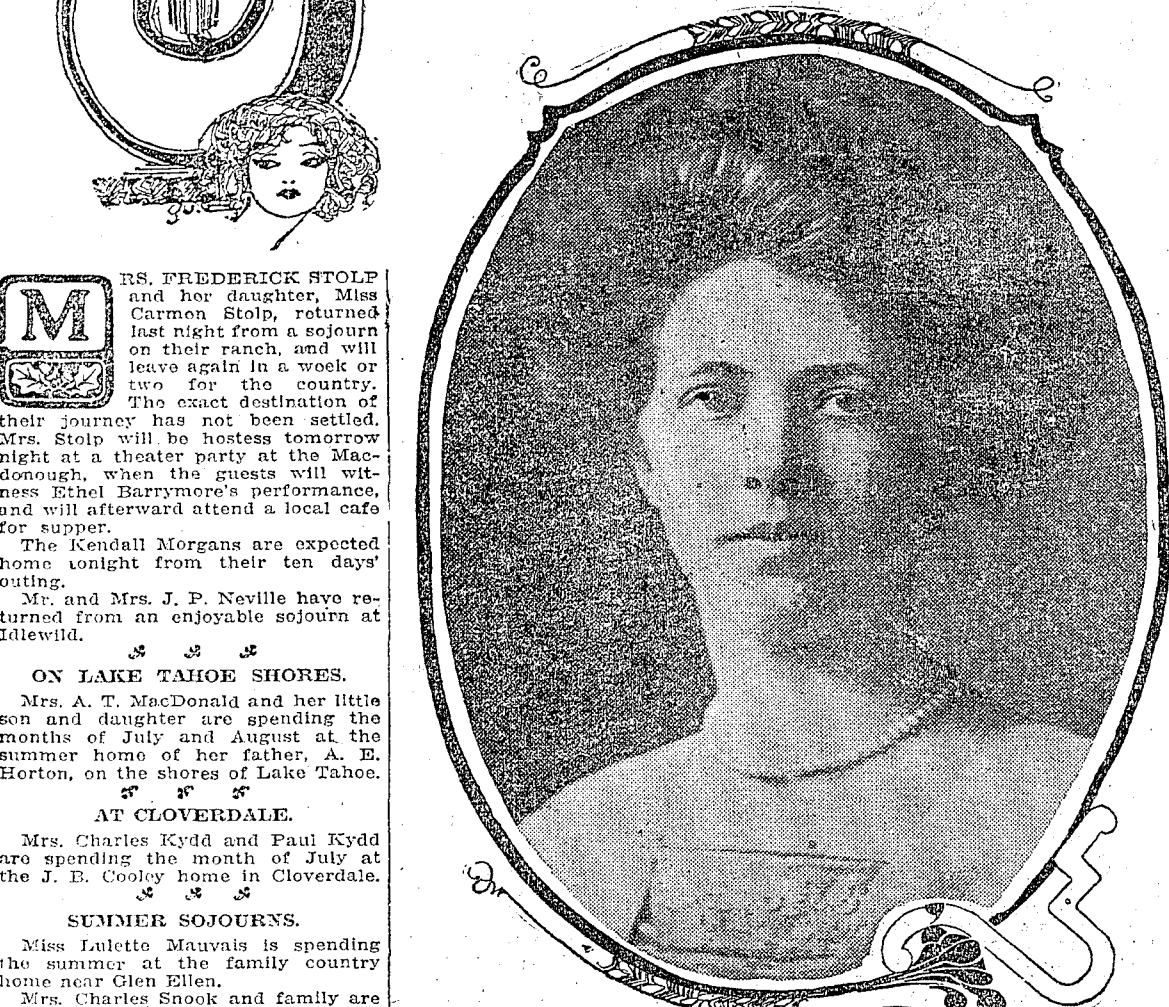 MRS. FREDERICK STOLP
and her daughter, Miss
Carmen Stolp, returned
last night from a sojourn
on their ranch, and will
leave again in a week or
two for the country.
The exact destination of
their journey has not been settled.
Mrs. Stolp will be hostess tomorrow
night at a theater party at the Mac-
donough, when the guests will wit-
ness Ethel Barrymore's performance,
and will afterward attend a local cafe
for supper.
The Kendall Morgans are expected
home tonight from their ten days'
outing.
Mr. and Mrs. J. P. Neville have re-
turned from an enjoyable sojourn at
Idlewild.
ON LAKE TAHOE SHORES.
Mrs. A. T. MacDonald and her little
son and daughter are spending the
months of July and August at the
summer home of her father, A. E.
Horton, on the shores of Lake Tahoe.
AT CLOVERDALE.
Mrs. Charles Kydd and Paul Kydd
are spending the month of July at
the J. B. Cooley home in Cloverdale.
SUMMER SOJOURNS.
Miss Lulette Mauvais is spending
the summer at the family country
home near Glen Ellen.
Mrs. Charles Snook and family are